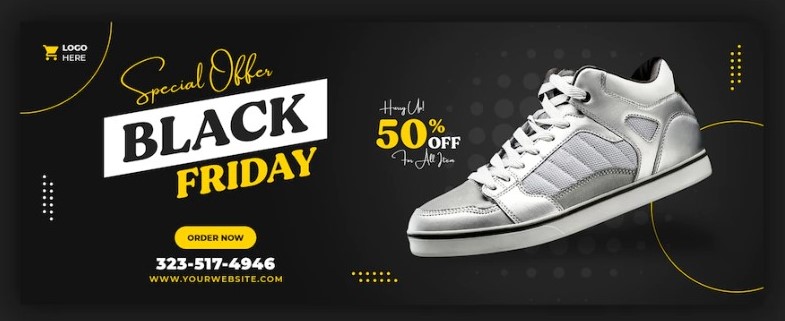 LOGO
HERE
Special Offer
BLACK
FRIDAY
ORDER NOW
323-517-4946
WWW.YOURWEBSITE.COM
Hurry Up!
50% OFF
For All Item